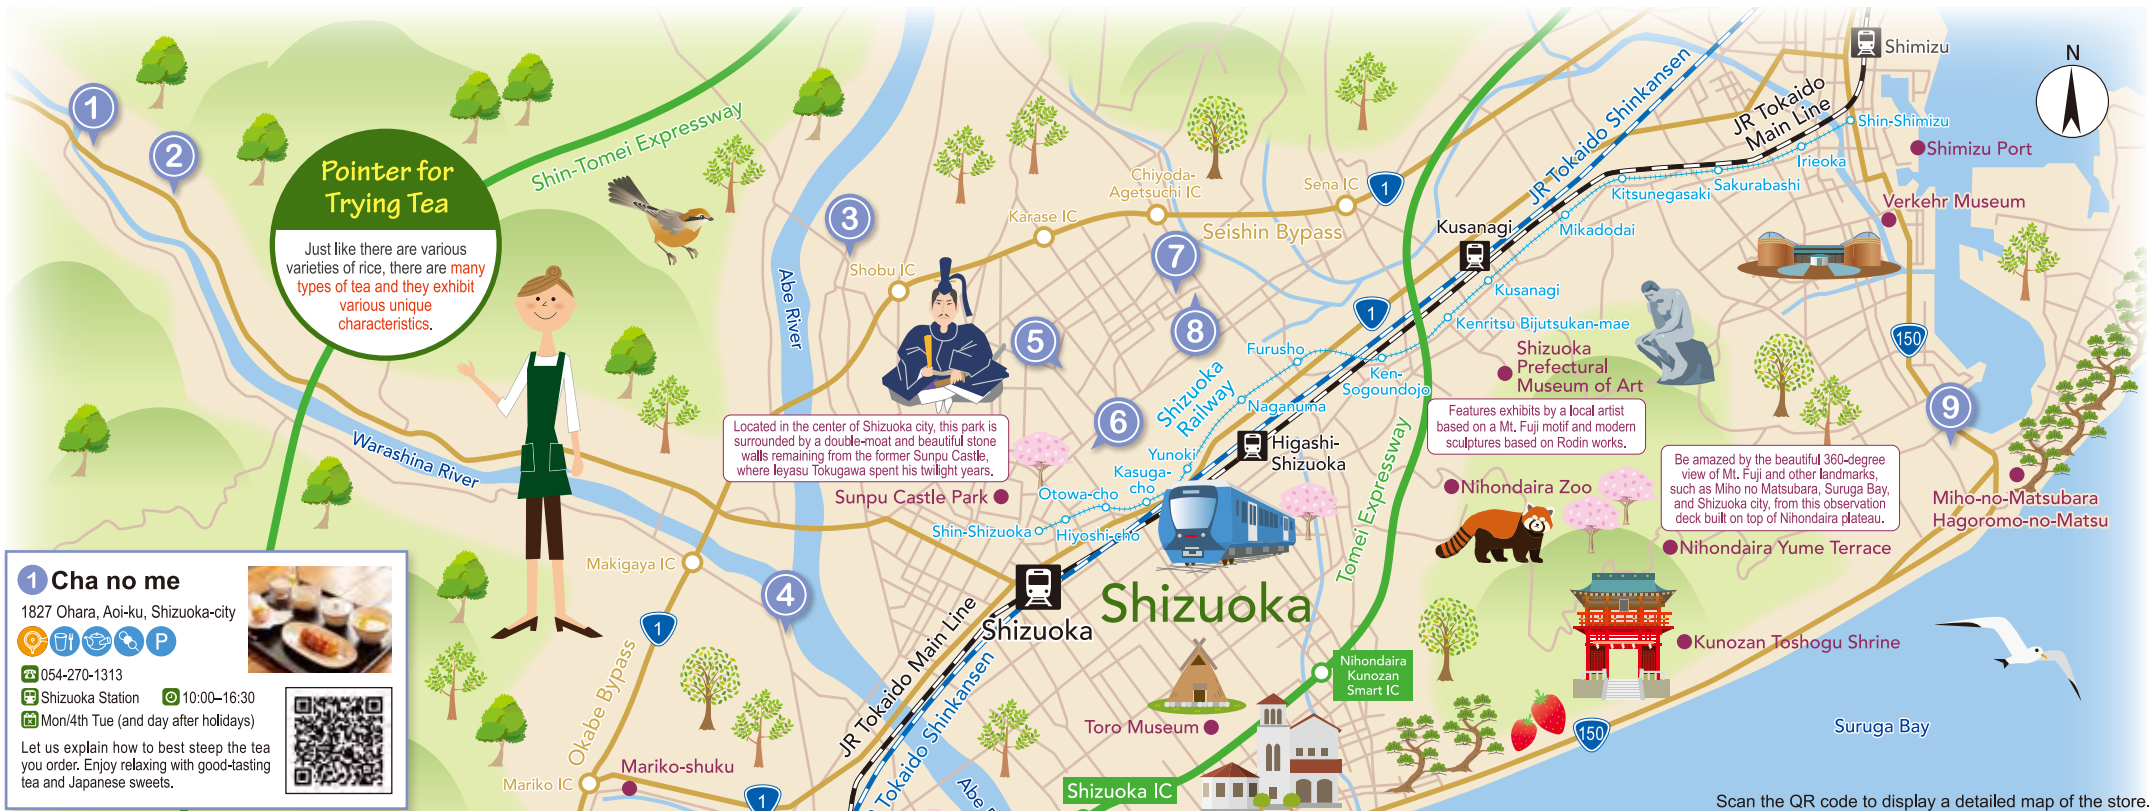 1
2
Pointer for
Trying Tea
Just like there are various
varieties of rice, there are many
types of tea and they exhibit
various unique
characteristics.
Shin-Tomei Expressway
Abe River
3
Shobu IC
Karase IC
Chiyoda-
Agetsuchi IC
Sena IC
1
Seishin Bypass
7
8
5
6
Shimizu
N
JR Tokaido Shinkansen
JR Tokaido
Main Line
Shin-Shimizu
Irieoka
Sakurabashi
Kitsunegasaki
Mikadodai
Shimizu Port
Verkehr Museum
Kusanagi
Kusanagi
Kenritsu Bijutsukan-mae
1
150
Furusho
Ken-
Sogoundojo
Shizuoka
Railway
Naganuma
Shizuoka
Prefectural
Museum of Art
Features exhibits by a local artist
based on a Mt. Fuji motif and modern
sculptures based on Rodin works.
9
Higashi-
Shizuoka
Yunoki
Kasuga-
cho
Otowa-cho
Hiyoshi-cho
Shin-Shizuoka
Located in the center of Shizuoka city, this park is
surrounded by a double-moat and beautiful stone
walls remaining from the former Sunpu Castle,
where Ieyasu Tokugawa spent his twilight years.
Sunpu Castle Park
Tomei Expressway
Nihondaira Zoo
Be amazed by the beautiful 360-degree
view of Mt. Fuji and other landmarks,
such as Miho no Matsubara, Suruga Bay,
and Shizuoka city, from this observation
deck built on top of Nihondaira plateau.
Nihondaira Yume Terrace
Miho-no-Matsubara
Hagoromo-no-Matsu
Warashina River
Makigaya IC
4
1
Okabe Bypass
Shizuoka
Shizuoka
JR Tokaido Main Line
Tokaido Shinkansen
Kunozan Toshogu Shrine
Nihondaira
Kunozan
Smart IC
Toro Museum
Shizuoka IC
150
Suruga Bay
Mariko IC
Mariko-shuku
1
Abe
1 Cha no me
1827 Ohara, Aoi-ku, Shizuoka-city
P
054-270-1313
Shizuoka Station 10:00–16:30
Mon/4th Tue (and day after holidays)
Let us explain how to best steep the tea
you order. Enjoy relaxing with good-tasting
tea and Japanese sweets.
Scan the QR code to display a detailed map of the store.